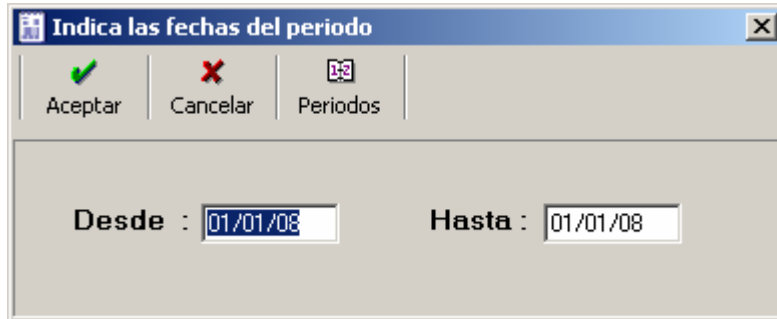 Indica las fechas del periodo
Aceptar Cancelar Periodos
Desde : 01/01/08 Hasta : 01/01/08